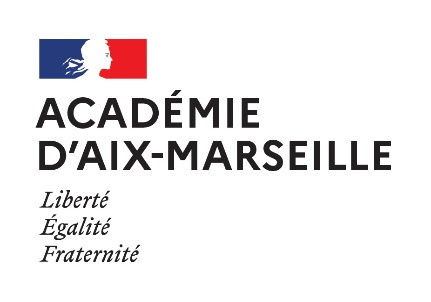 ACADÉMIE
D'AIX-MARSEILLE
Liberté
Égalité
Fraternité